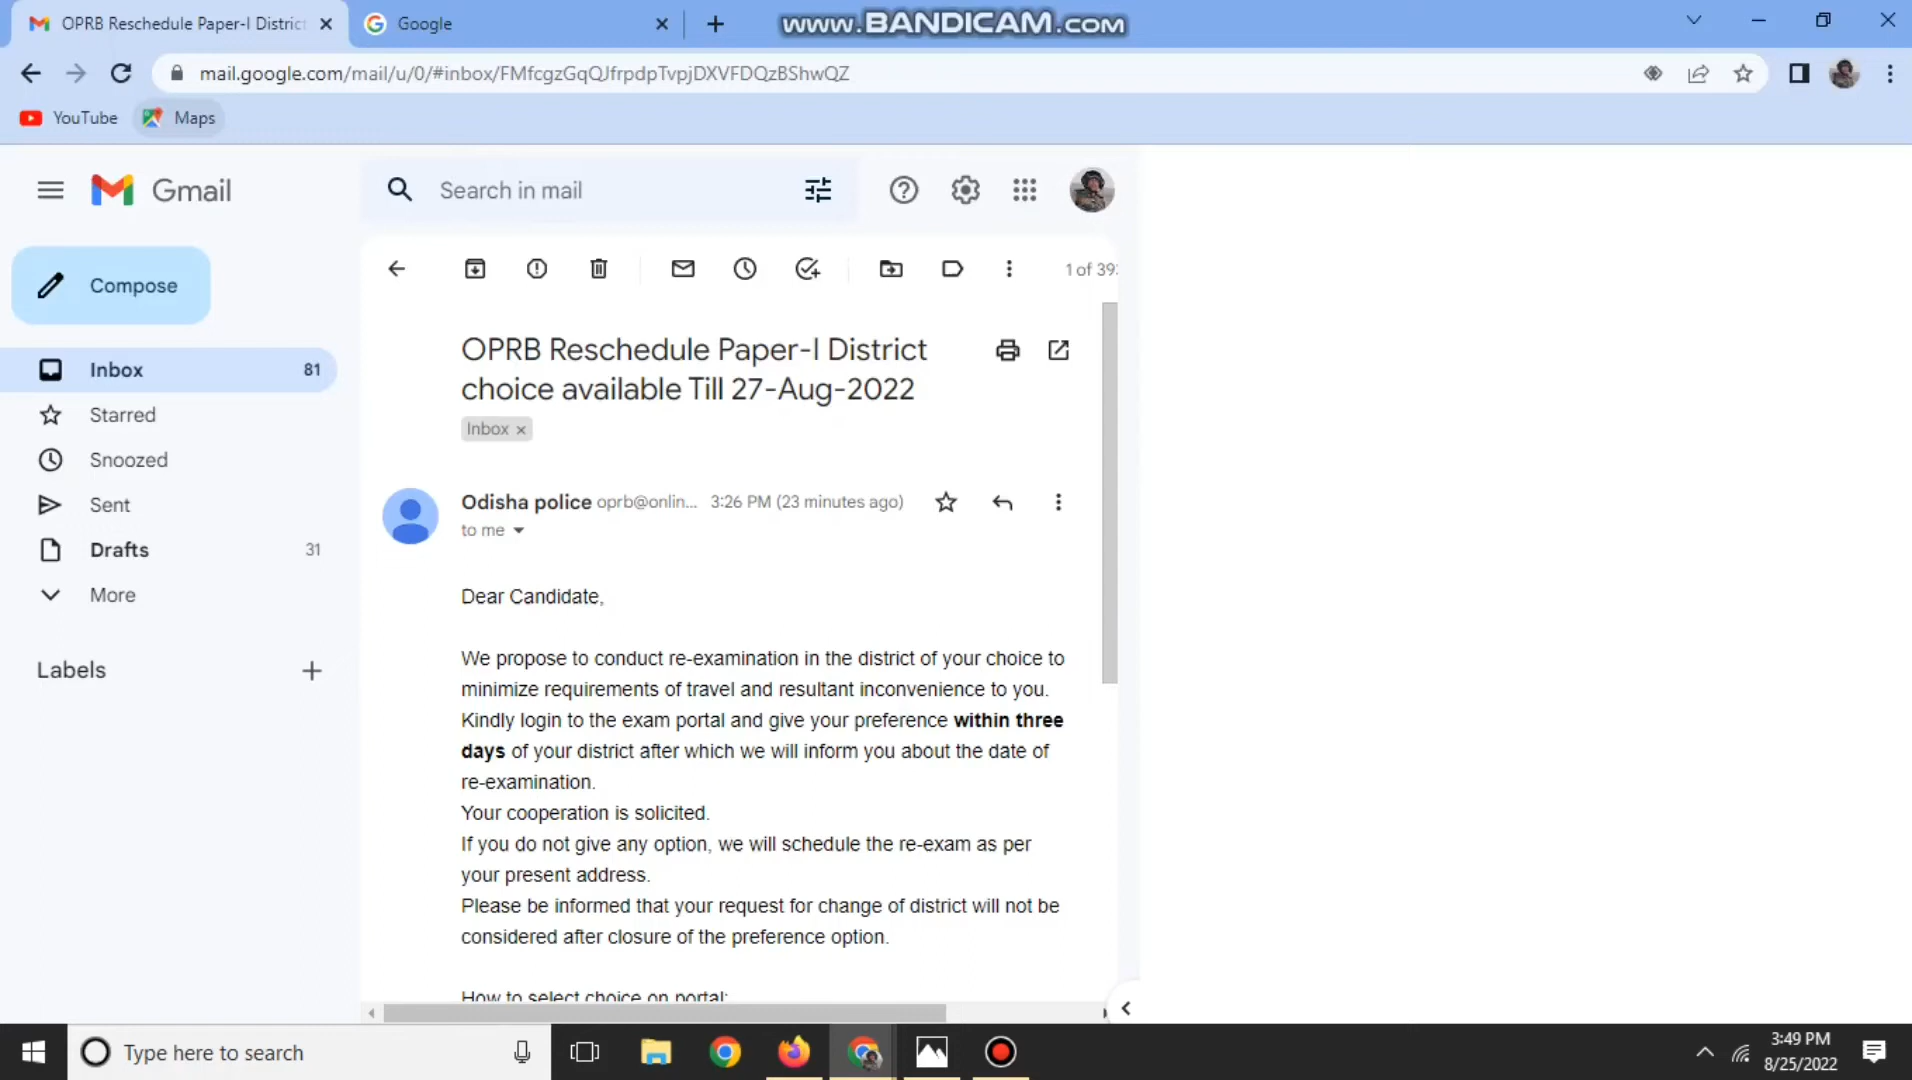 OPRB Reschedule Paper-I District
Google
www.BANDICAM.com
mail.google.com/mail/u/0/#inbox/FMfcgzGqQJfrpdpTvpjDXVFDQzBShwQZ
YouTube
Maps
Gmail
Search in mail
Compose
1 of 39
Inbox 81
Starred
Snoozed
Sent
Drafts 31
More
Labels
OPRB Reschedule Paper-I District
choice available Till 27-Aug-2022
Inbox x
Odisha police oprb@onlin... 3:26 PM (23 minutes ago)
to me
Dear Candidate,
We propose to conduct re-examination in the district of your choice to
minimize requirements of travel and resultant inconvenience to you.
Kindly login to the exam portal and give your preference within three
days of your district after which we will inform you about the date of
re-examination.
Your cooperation is solicited.
If you do not give any option, we will schedule the re-exam as per
your present address.
Please be informed that your request for change of district will not be
considered after closure of the preference option.
How to select choice on portal:
Type here to search
3:49 PM
8/25/2022